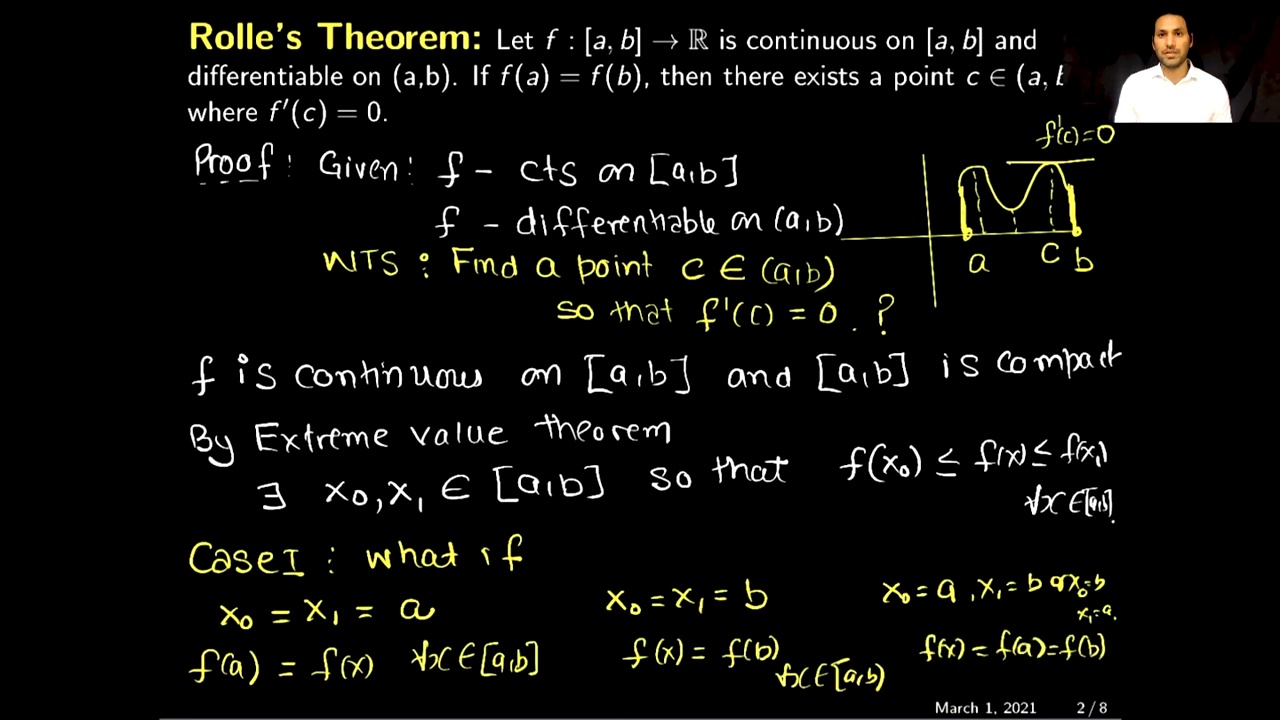 Rolle's Theorem: Let f : [a, b] → ℝ is continuous on [a, b] and
differentiable on (a,b). If f(a) = f(b), then there exists a point c ∈ (a,
where f′(c) = 0.
f'(c)=0
Proof : Given: f - cts on [a,b]
f - differentiable on (a,b)
a c b
WTS : Find a point c ∈ (a,b)
so that f'(c) = 0. ?
f is continuous on [a,b] and [a,b] is compact
By Extreme value theorem
∃ x₀, x₁ ∈ [a,b] so that f(x₀) ≤ f(x) ≤ f(x₁)
∀x∈[a,b].
Case I : what if
x₀ = x₁ = a
x₀ = x₁ = b
x₀ = a, x₁ = b or x₀ = b
x₁ = a.
f(a) = f(x) ∀x∈[a,b]
f(x) = f(b)
∀x∈[a,b)
f(x) = f(a) = f(b)
March 1, 2021 2 / 8